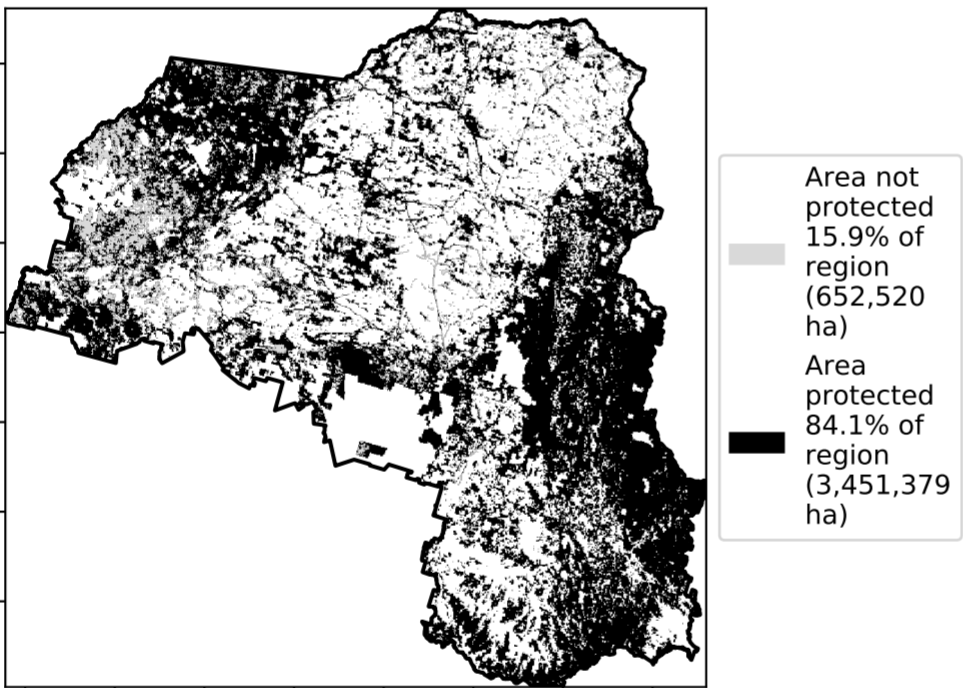 Area not
protected
15.9% of
region
(652,520
ha)
Area
protected
84.1% of
region
(3,451,379
ha)